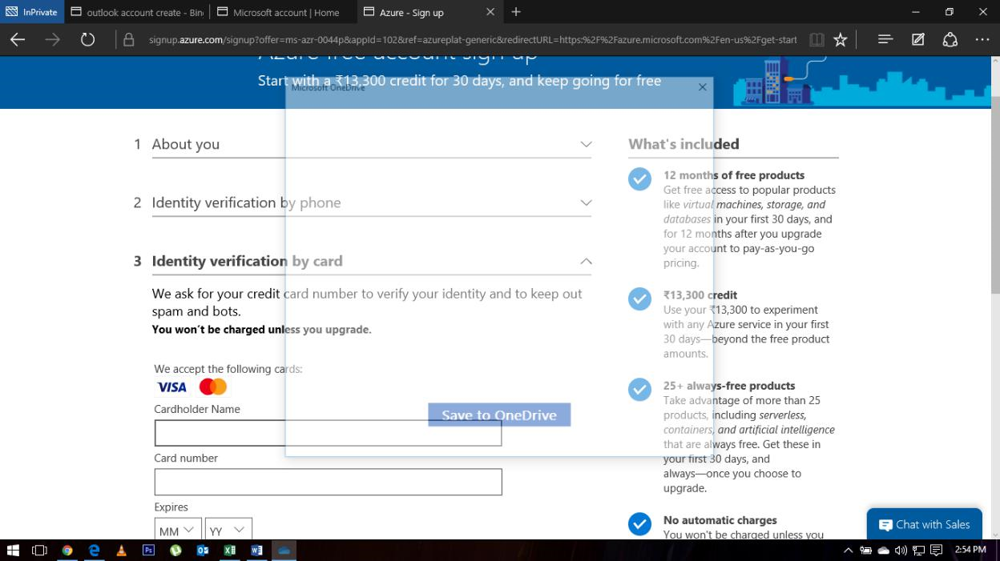 InPrivate
outlook account create - Bin
Microsoft account | Home
Azure - Sign up
signup.azure.com/signup?offer=ms-azr-0044p&appId=102&ref=azureplat-generic&redirectURL=https:%2F%2Fazure.microsoft.com%2Fen-us%2Fget-start
Azure free account sign up
Start with a ₹13,300 credit for 30 days, and keep going for free
Microsoft OneDrive
1 About you
2 Identity verification by phone
3 Identity verification by card
We ask for your credit card number to verify your identity and to keep out
spam and bots.
You won't be charged unless you upgrade.
We accept the following cards:
VISA
Cardholder Name
Save to OneDrive
Card number
Expires
MM YY
What's included
12 months of free products
Get free access to popular products
like virtual machines, storage, and
databases in your first 30 days, and
for 12 months after you upgrade
your account to pay-as-you-go
pricing.
₹13,300 credit
Use your ₹13,300 to experiment
with any Azure service in your first
30 days—beyond the free product
amounts.
25+ always-free products
Take advantage of more than 25
products, including serverless,
containers, and artificial intelligence
that are always free. Get these in
your first 30 days, and
always—once you choose to
upgrade.
No automatic charges
You won't be charged unless you
Chat with Sales
Ps
2:54 PM